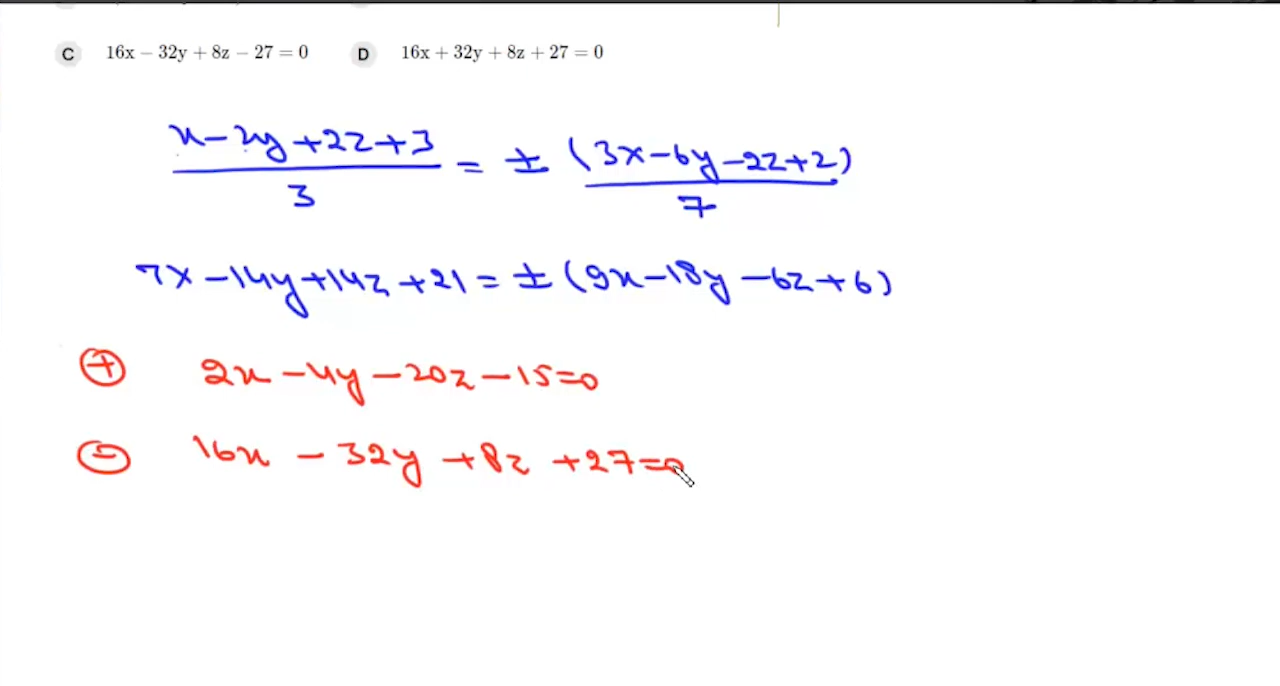 C 16x − 32y + 8z − 27 = 0 D 16x + 32y + 8z + 27 = 0
x - 2y + 2z + 3 / 3 = ± (3x - 6y - 2z + 2) / 7
7x - 14y + 14z + 21 = ± (9x - 18y - 6z + 6)
⊕ 2x - 4y - 20z - 15 = 0
⊖ 16x - 32y + 8z + 27 = 0